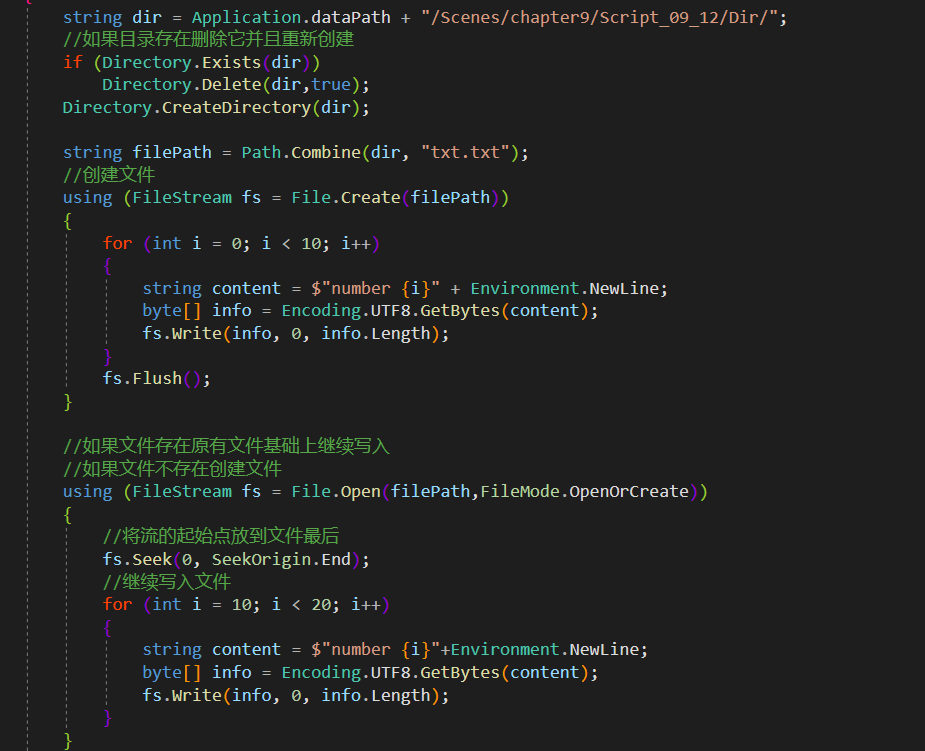 string dir = Application.dataPath + "/Scenes/chapter9/Script_09_12/Dir/";
//如果目录存在删除它并且重新创建
if (Directory.Exists(dir))
    Directory.Delete(dir,true);
Directory.CreateDirectory(dir);

string filePath = Path.Combine(dir, "txt.txt");
//创建文件
using (FileStream fs = File.Create(filePath))
{
    for (int i = 0; i < 10; i++)
    {
        string content = $"number {i}" + Environment.NewLine;
        byte[] info = Encoding.UTF8.GetBytes(content);
        fs.Write(info, 0, info.Length);
    }
    fs.Flush();
}

//如果文件存在原有文件基础上继续写入
//如果文件不存在创建文件
using (FileStream fs = File.Open(filePath,FileMode.OpenOrCreate))
{
    //将流的起始点放到文件最后
    fs.Seek(0, SeekOrigin.End);
    //继续写入文件
    for (int i = 10; i < 20; i++)
    {
        string content = $"number {i}"+Environment.NewLine;
        byte[] info = Encoding.UTF8.GetBytes(content);
        fs.Write(info, 0, info.Length);
    }
}